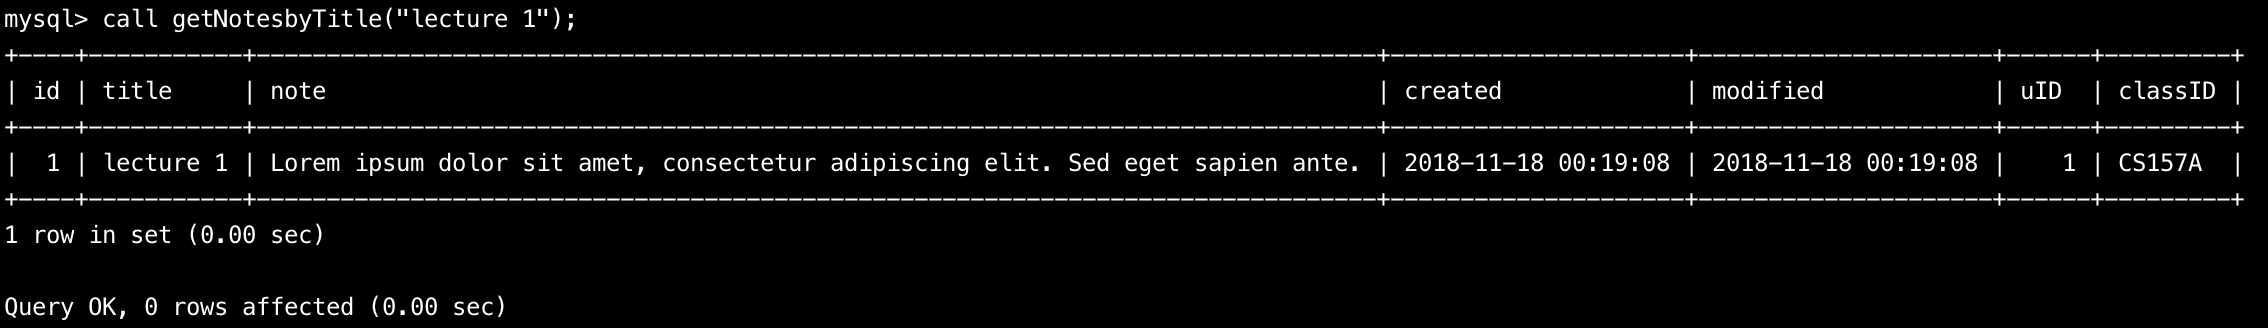 mysql> call getNotesbyTitle("lecture 1");
+----+-----------+--------------------------------------------------------------------------------+---------------------+---------------------+------+---------+
| id | title     | note                                                                           | created             | modified            | uID  | classID |
+----+-----------+--------------------------------------------------------------------------------+---------------------+---------------------+------+---------+
|  1 | lecture 1 | Lorem ipsum dolor sit amet, consectetur adipiscing elit. Sed eget sapien ante. | 2018-11-18 00:19:08 | 2018-11-18 00:19:08 |    1 | CS157A  |
+----+-----------+--------------------------------------------------------------------------------+---------------------+---------------------+------+---------+
1 row in set (0.00 sec)
Query OK, 0 rows affected (0.00 sec)